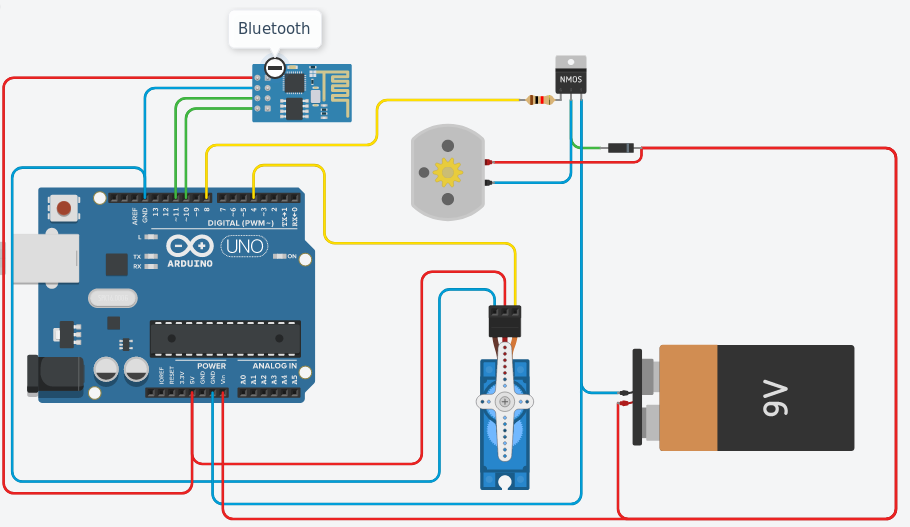 Bluetooth
NMOS
AREF
GND
13
12
~11
~10
~9
8
7
~6
~5
4
~3
2
TX→1
RX←0
DIGITAL (PWM~)
L
TX
RX
ARDUINO
UNO
ON
POWER
ANALOG IN
IOREF
RESET
3.3V
5V
GND
GND
Vin
A0
A1
A2
A3
A4
A5
9V